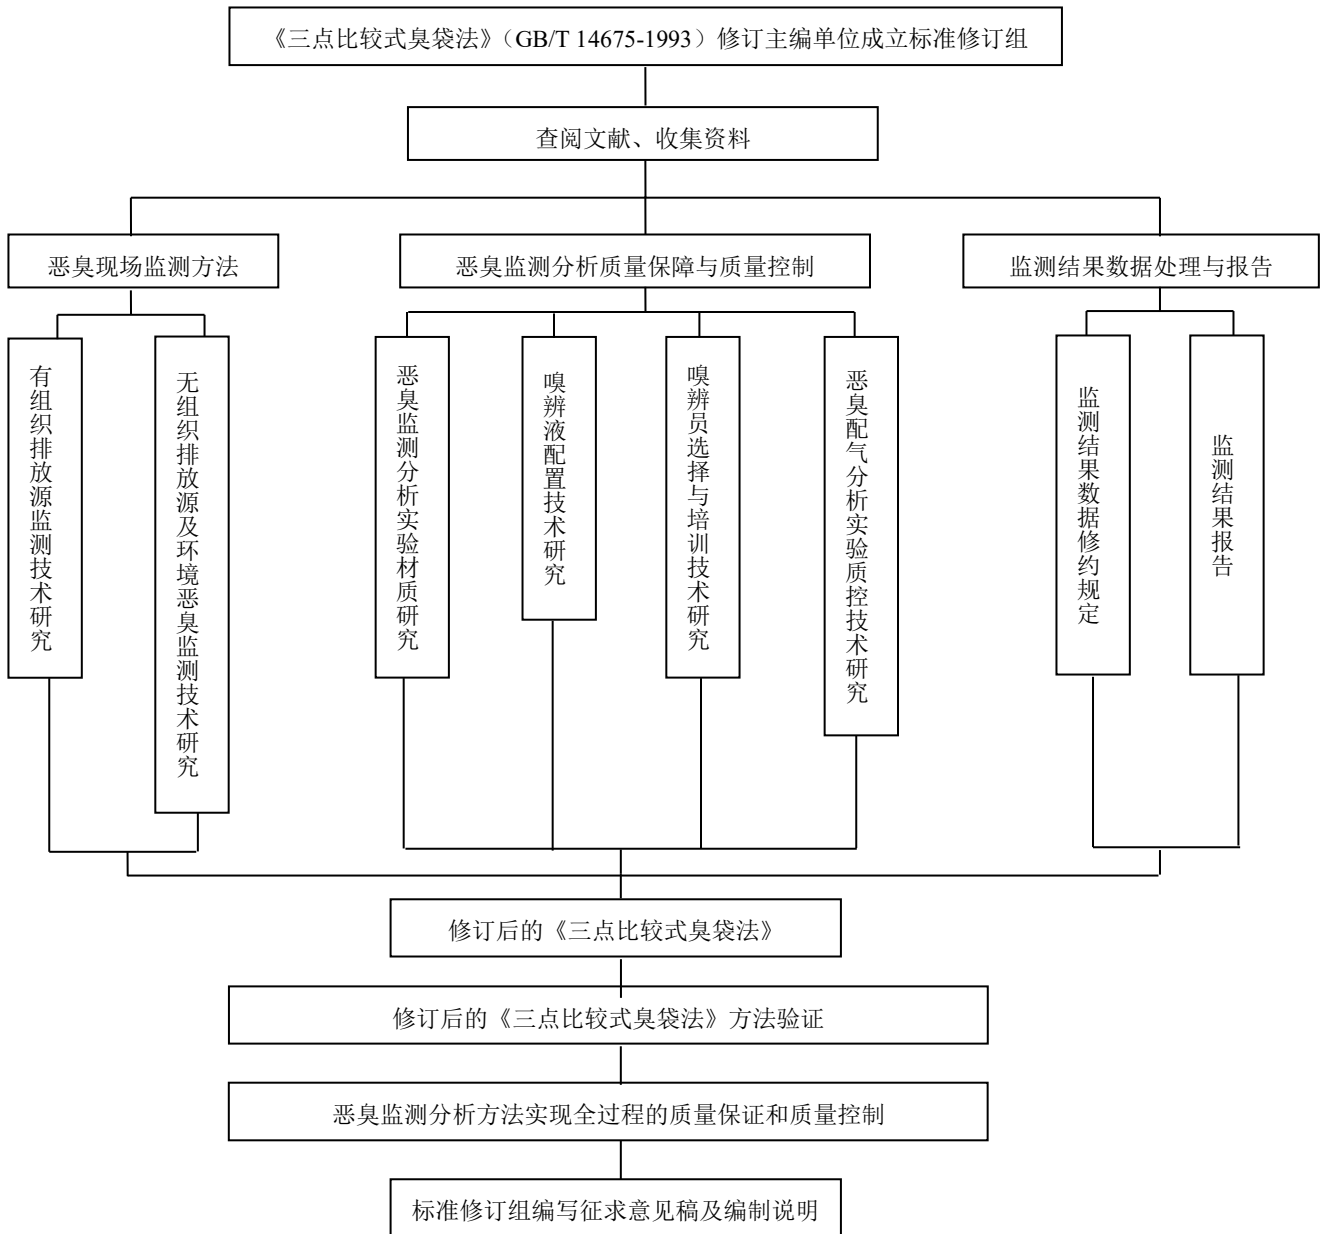 《三点比较式臭袋法》（GB/T 14675-1993）修订主编单位成立标准修订组
查阅文献、收集资料
恶臭现场监测方法
恶臭监测分析质量保障与质量控制
监测结果数据处理与报告
有组织排放源监测技术研究
无组织排放源及环境恶臭监测技术研究
恶臭监测分析实验材质研究
嗅辨液配置技术研究
嗅辨员选择与培训技术研究
恶臭配气分析实验质控技术研究
监测结果数据修约规定
监测结果报告
修订后的《三点比较式臭袋法》
修订后的《三点比较式臭袋法》方法验证
恶臭监测分析方法实现全过程的质量保证和质量控制
标准修订组编写征求意见稿及编制说明